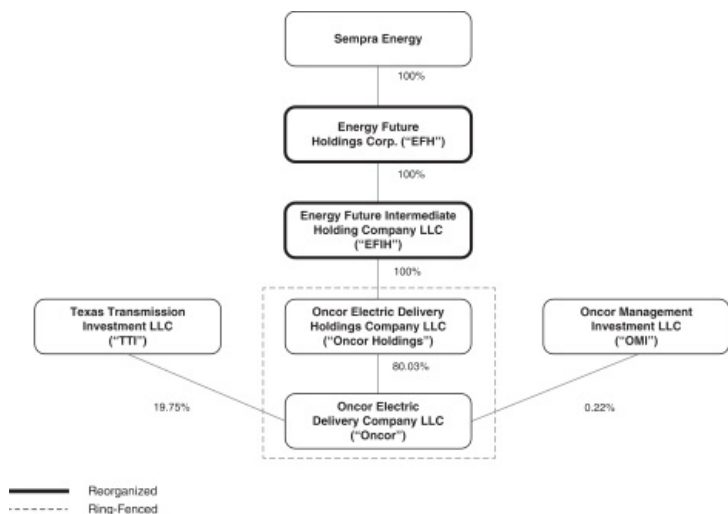 Sempra Energy
100%
Energy Future
Holdings Corp. (“EFH”)
100%
Energy Future Intermediate
Holding Company LLC
(“EFIH”)
100%
Texas Transmission
Investment LLC
(“TTI”)
Oncor Electric Delivery
Holdings Company LLC
(“Oncor Holdings”)
Oncor Management
Investment LLC
(“OMI”)
80.03%
19.75%
0.22%
Oncor Electric
Delivery Company LLC
(“Oncor”)
Reorganized
Ring-Fenced